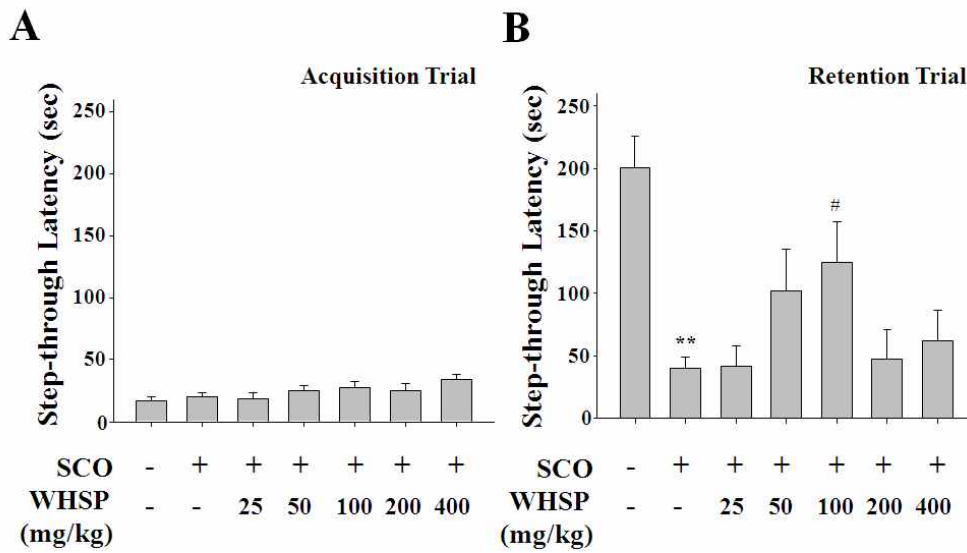 A
Acquisition Trial
Step-through Latency (sec)
250
200
150
100
50
0
SCO - + + + + + +
WHSP - - 25 50 100 200 400
(mg/kg)
B
Retention Trial
Step-through Latency (sec)
250
200
150
100
50
0
**
#
SCO - + + + + + +
WHSP - - 25 50 100 200 400
(mg/kg)